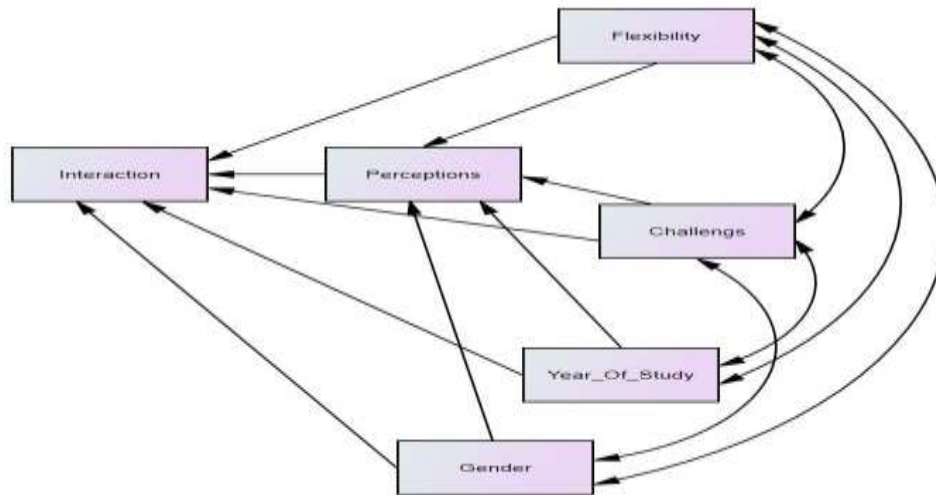 Flexibility
Interaction
Perceptions
Challengs
Year_Of_Study
Gender